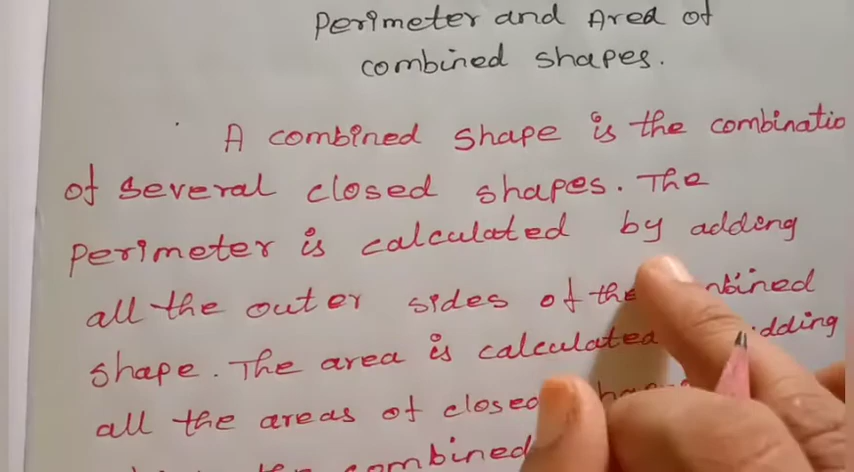 Perimeter and Area of
combined shapes.
A combined shape is the combinatio
of several closed shapes. The
perimeter is calculated by adding
all the outer sides of the
shape. The area is calculated
all the areas of closed
combined